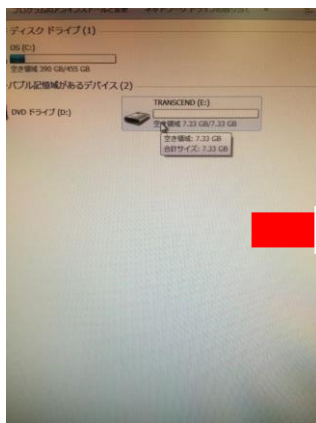 ディスク ドライブ (1)
OS (C:)
空き領域 390 GB/455 GB
バブル記憶域があるデバイス (2)
DVD ドライブ (D:)
TRANSCEND (E:)
空き領域 7.33 GB/7.33 GB
空き領域: 7.33 GB
合計サイズ: 7.33 GB